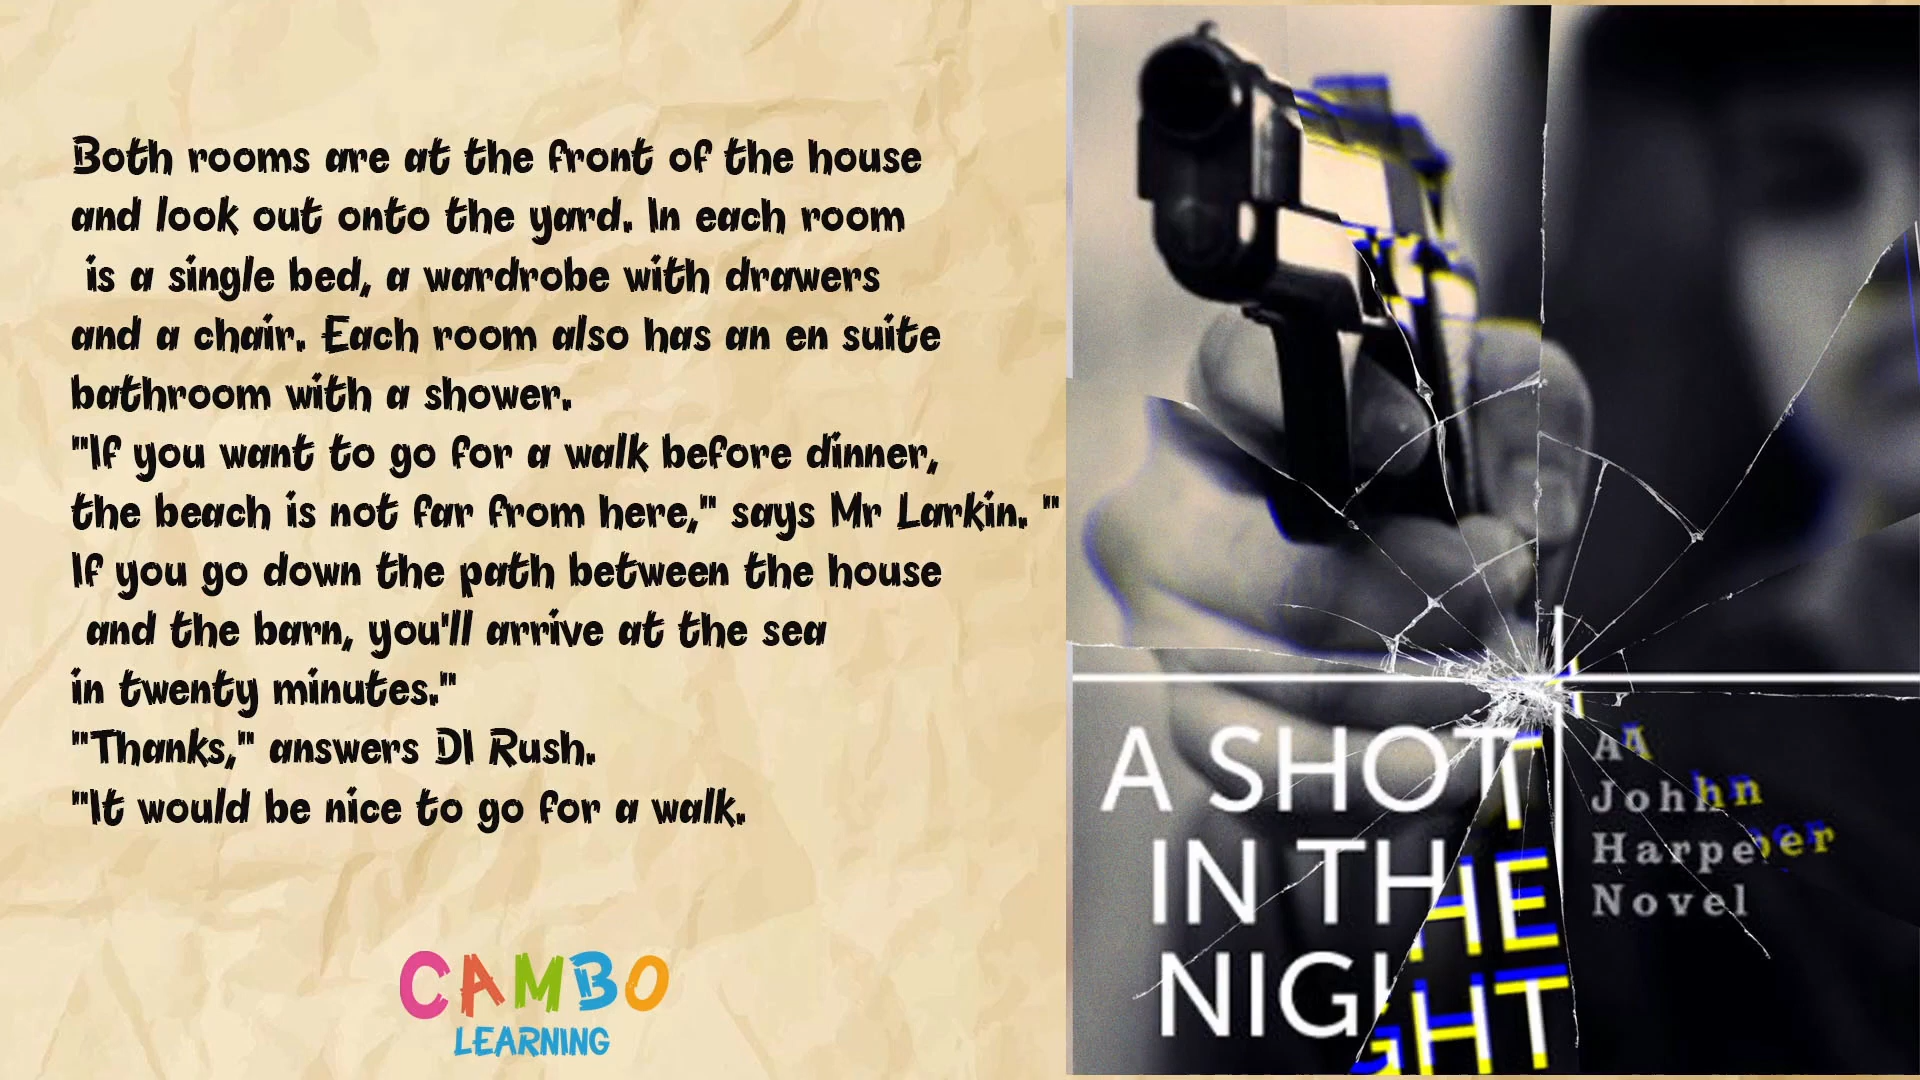 Both rooms are at the front of the house
and look out onto the yard. In each room
is a single bed, a wardrobe with drawers
and a chair. Each room also has an en suite
bathroom with a shower.
"If you want to go for a walk before dinner,
the beach is not far from here," says Mr Larkin. "
If you go down the path between the house
and the barn, you'll arrive at the sea
in twenty minutes."
"Thanks," answers DI Rush.
"It would be nice to go for a walk.
CAMBO
LEARNING
A SHOT
IN THE
NIGHT
A
John
Harper
Novel